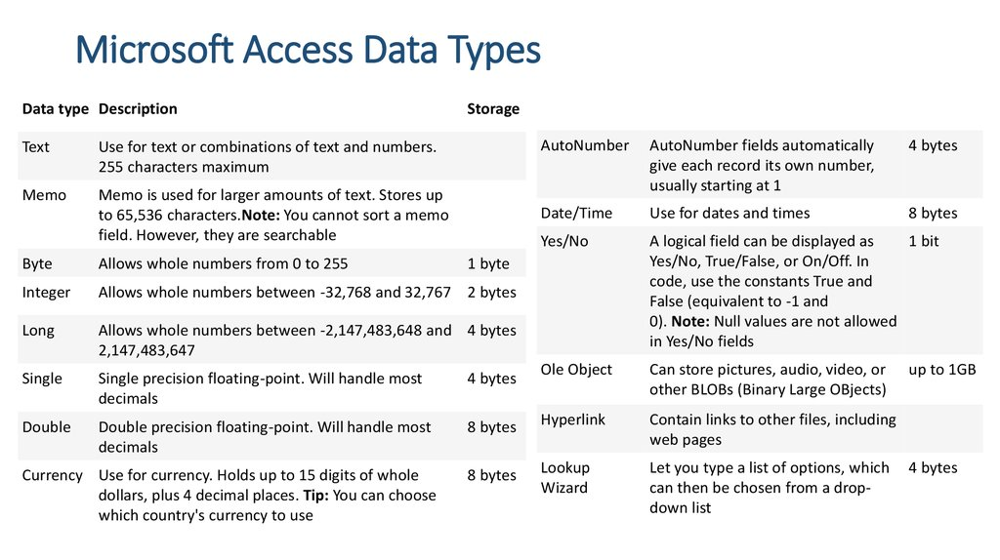 Microsoft Access Data Types
Data type Description Storage
Text Use for text or combinations of text and numbers.
255 characters maximum
Memo Memo is used for larger amounts of text. Stores up
to 65,536 characters.Note: You cannot sort a memo
field. However, they are searchable
Byte Allows whole numbers from 0 to 255 1 byte
Integer Allows whole numbers between -32,768 and 32,767 2 bytes
Long Allows whole numbers between -2,147,483,648 and 4 bytes
2,147,483,647
Single Single precision floating-point. Will handle most 4 bytes
decimals
Double Double precision floating-point. Will handle most 8 bytes
decimals
Currency Use for currency. Holds up to 15 digits of whole 8 bytes
dollars, plus 4 decimal places. Tip: You can choose
which country's currency to use
AutoNumber AutoNumber fields automatically 4 bytes
give each record its own number,
usually starting at 1
Date/Time Use for dates and times 8 bytes
Yes/No A logical field can be displayed as 1 bit
Yes/No, True/False, or On/Off. In
code, use the constants True and
False (equivalent to -1 and
0). Note: Null values are not allowed
in Yes/No fields
Ole Object Can store pictures, audio, video, or up to 1GB
other BLOBs (Binary Large OBjects)
Hyperlink Contain links to other files, including
web pages
Lookup Let you type a list of options, which 4 bytes
Wizard can then be chosen from a drop-
down list